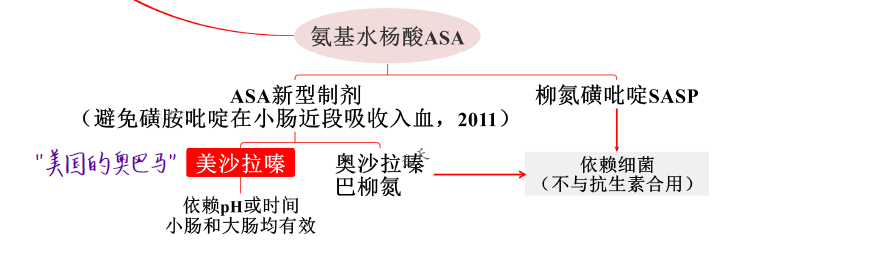 氨基水杨酸ASA
ASA新型制剂
（避免磺胺吡啶在小肠近段吸收入血，2011）
柳氮磺吡啶SASP
"美国的奥巴马"
美沙拉嗪
奥沙拉嗪
巴柳氮
依赖细菌
（不与抗生素合用）
依赖pH或时间
小肠和大肠均有效